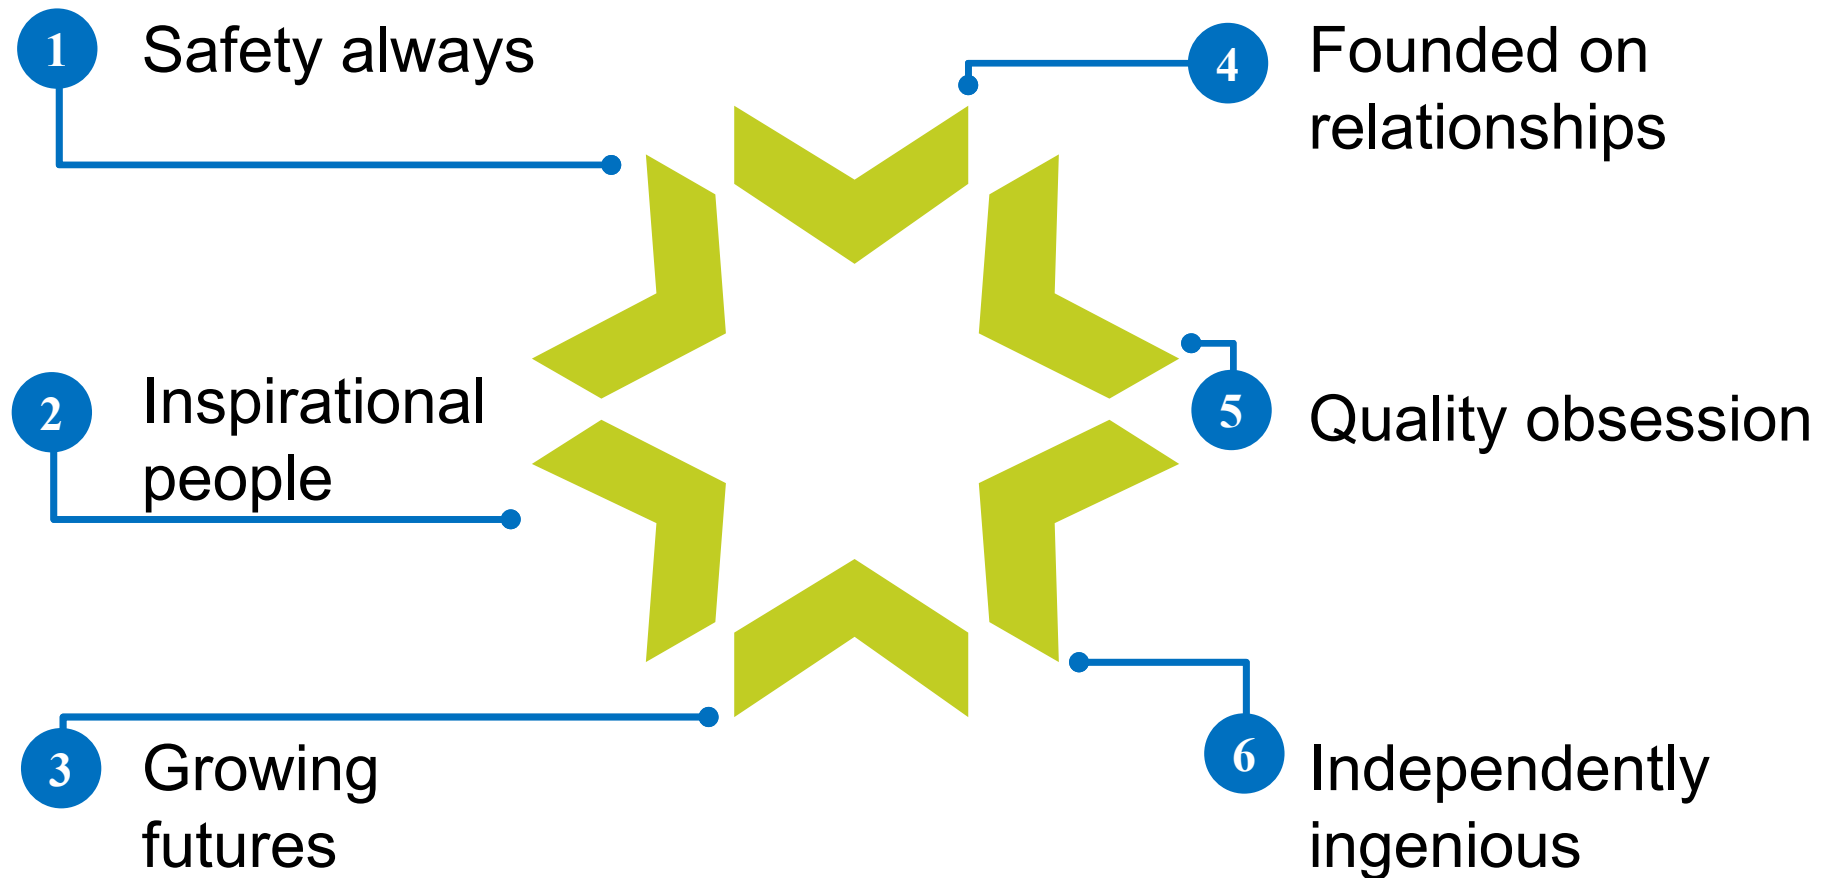 1
Safety always
2
Inspirational
people
3
Growing
futures
4
Founded on
relationships
5
Quality obsession
6
Independently
ingenious